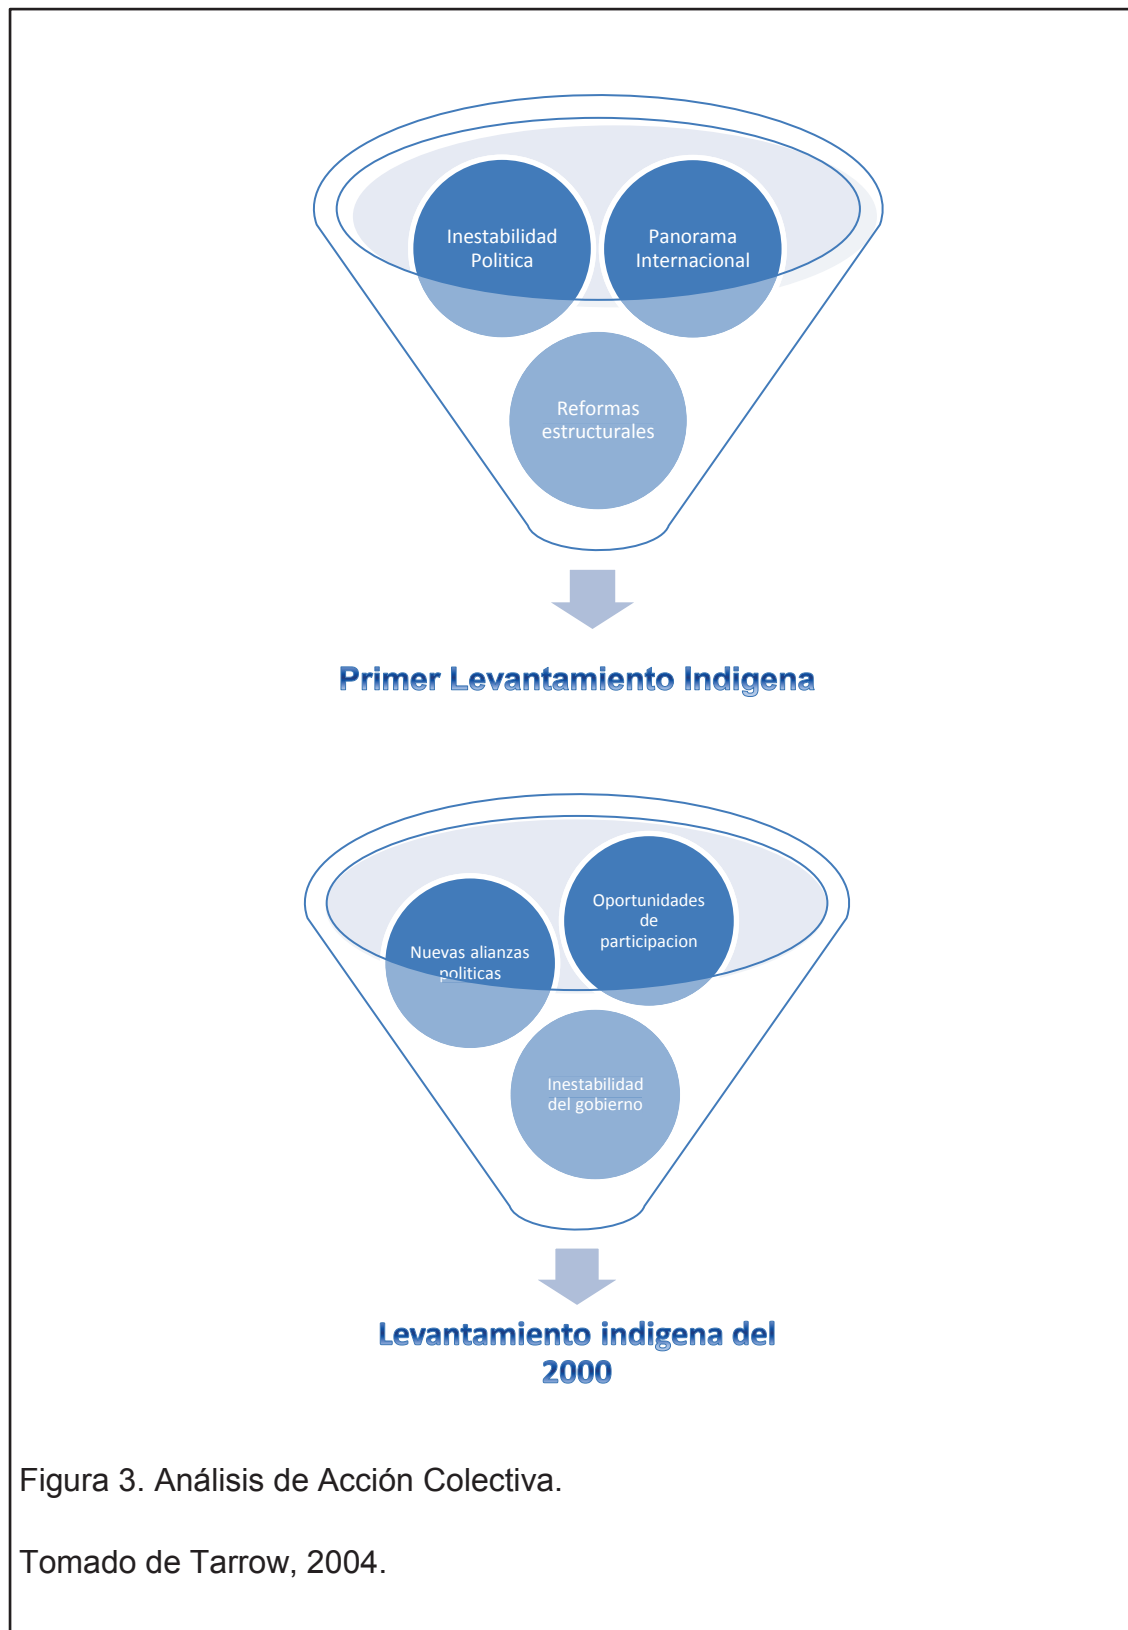 Inestabilidad
Politica
Panorama
Internacional
Reformas
estructurales
Primer Levantamiento Indigena
Oportunidades
de
participacion
Nuevas alianzas
politicas
Inestabilidad
del gobierno
Levantamiento indigena del
2000
Figura 3. Análisis de Acción Colectiva.
Tomado de Tarrow, 2004.